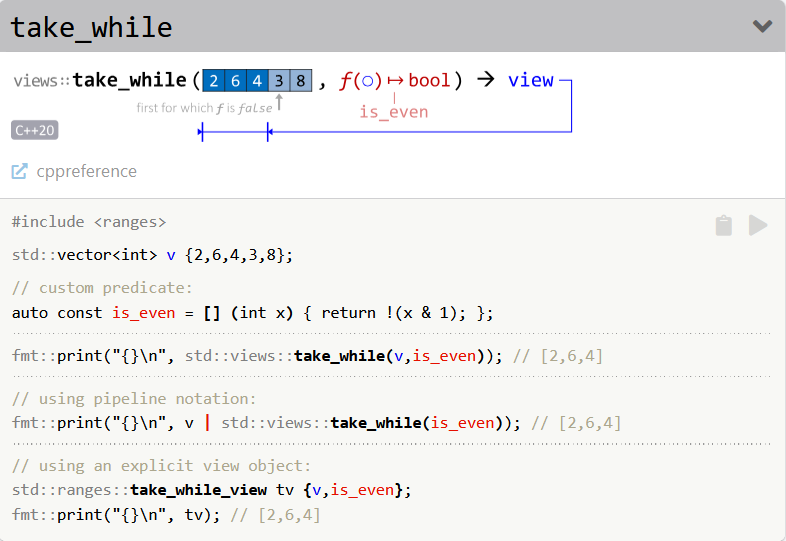 take_while
views::take_while ( 2 6 4 3 8 , f(○) ↦ bool ) → view
first for which f is false
is_even
C++20
cppreference
#include <ranges>
std::vector<int> v {2,6,4,3,8};
// custom predicate:
auto const is_even = [] (int x) { return !(x & 1); };
fmt::print("{}\n", std::views::take_while(v,is_even)); // [2,6,4]
// using pipeline notation:
fmt::print("{}\n", v | std::views::take_while(is_even)); // [2,6,4]
// using an explicit view object:
std::ranges::take_while_view tv {v,is_even};
fmt::print("{}\n", tv); // [2,6,4]